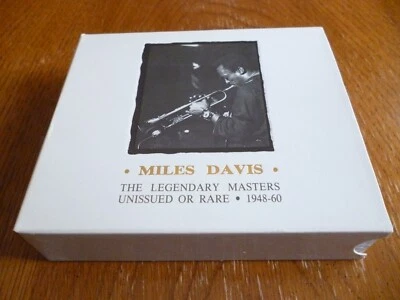 • MILES DAVIS •
THE LEGENDARY MASTERS
UNISSUED OR RARE • 1948-60